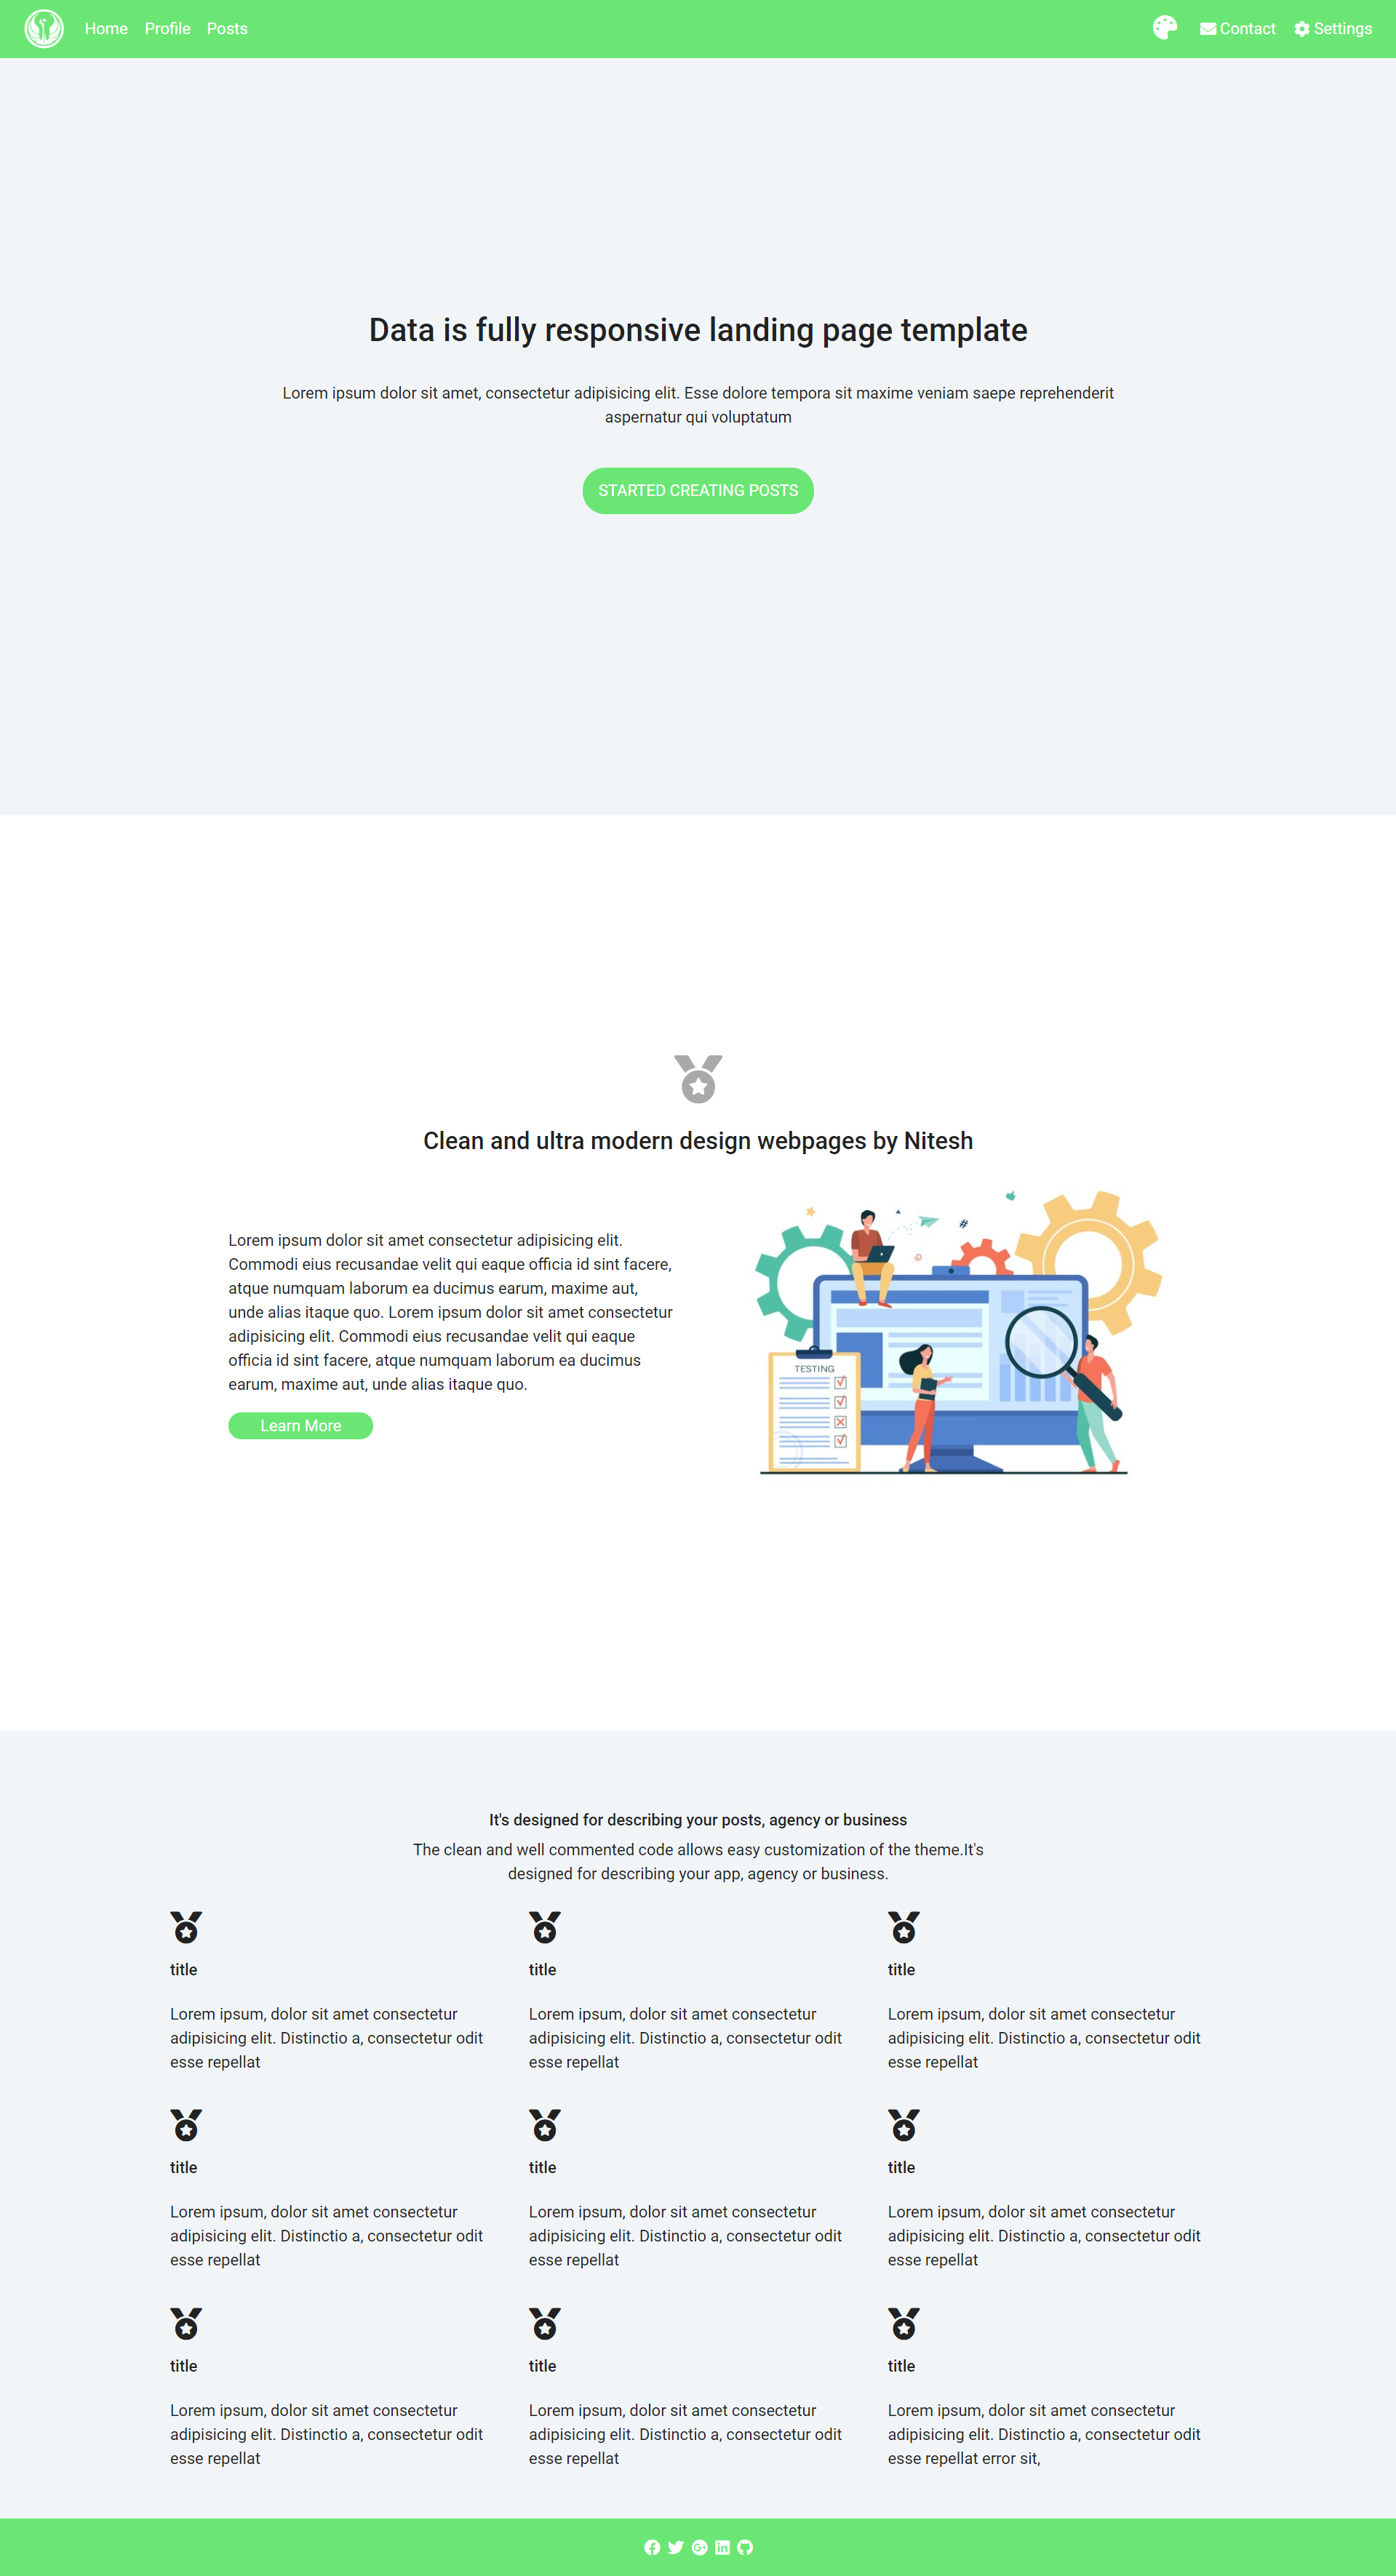 Home Profile Posts Contact Settings
Data is fully responsive landing page template
Lorem ipsum dolor sit amet, consectetur adipisicing elit. Esse dolore tempora sit maxime veniam saepe reprehenderit
aspernatur qui voluptatum
STARTED CREATING POSTS
Clean and ultra modern design webpages by Nitesh
Lorem ipsum dolor sit amet consectetur adipisicing elit.
Commodi eius recusandae velit qui eaque officia id sint facere,
atque numquam laborum ea ducimus earum, maxime aut,
unde alias itaque quo. Lorem ipsum dolor sit amet consectetur
adipisicing elit. Commodi eius recusandae velit qui eaque
officia id sint facere, atque numquam laborum ea ducimus
earum, maxime aut, unde alias itaque quo.
Learn More
#
TESTING
It's designed for describing your posts, agency or business
The clean and well commented code allows easy customization of the theme.It's
designed for describing your app, agency or business.
title
Lorem ipsum, dolor sit amet consectetur
adipisicing elit. Distinctio a, consectetur odit
esse repellat
title
Lorem ipsum, dolor sit amet consectetur
adipisicing elit. Distinctio a, consectetur odit
esse repellat
title
Lorem ipsum, dolor sit amet consectetur
adipisicing elit. Distinctio a, consectetur odit
esse repellat
title
Lorem ipsum, dolor sit amet consectetur
adipisicing elit. Distinctio a, consectetur odit
esse repellat
title
Lorem ipsum, dolor sit amet consectetur
adipisicing elit. Distinctio a, consectetur odit
esse repellat
title
Lorem ipsum, dolor sit amet consectetur
adipisicing elit. Distinctio a, consectetur odit
esse repellat
title
Lorem ipsum, dolor sit amet consectetur
adipisicing elit. Distinctio a, consectetur odit
esse repellat
title
Lorem ipsum, dolor sit amet consectetur
adipisicing elit. Distinctio a, consectetur odit
esse repellat
title
Lorem ipsum, dolor sit amet consectetur
adipisicing elit. Distinctio a, consectetur odit
esse repellat error sit,